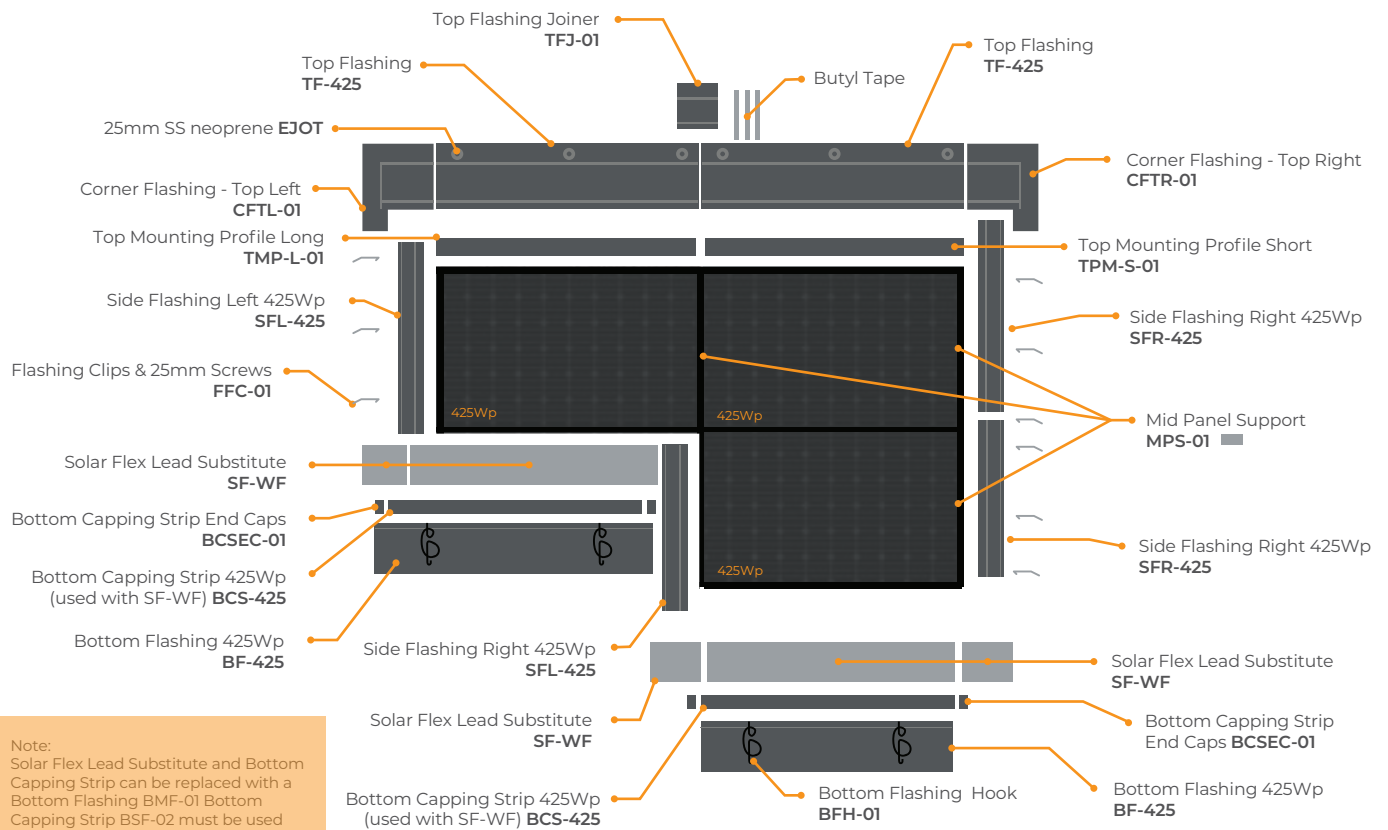 Top Flashing Joiner
TFJ-01
Top Flashing
TF-425
Top Flashing
TF-425
Butyl Tape
25mm SS neoprene EJOT
Corner Flashing - Top Left
CFTL-01
Corner Flashing - Top Right
CFTR-01
Top Mounting Profile Long
TMP-L-01
Top Mounting Profile Short
TPM-S-01
Side Flashing Left 425Wp
SFL-425
Side Flashing Right 425Wp
SFR-425
Flashing Clips & 25mm Screws
FFC-01
425Wp
425Wp
Mid Panel Support
MPS-01
Solar Flex Lead Substitute
SF-WF
Bottom Capping Strip End Caps
BCSEC-01
Side Flashing Right 425Wp
SFR-425
425Wp
Bottom Capping Strip 425Wp
(used with SF-WF) BCS-425
Bottom Flashing 425Wp
BF-425
Side Flashing Right 425Wp
SFL-425
Solar Flex Lead Substitute
SF-WF
Solar Flex Lead Substitute
SF-WF
Bottom Capping Strip
End Caps BCSEC-01
Note:
Solar Flex Lead Substitute and Bottom
Capping Strip can be replaced with a
Bottom Flashing BMF-01 Bottom
Capping Strip BSF-02 must be used
Bottom Capping Strip 425Wp
(used with SF-WF) BCS-425
Bottom Flashing Hook
BFH-01
Bottom Flashing 425Wp
BF-425